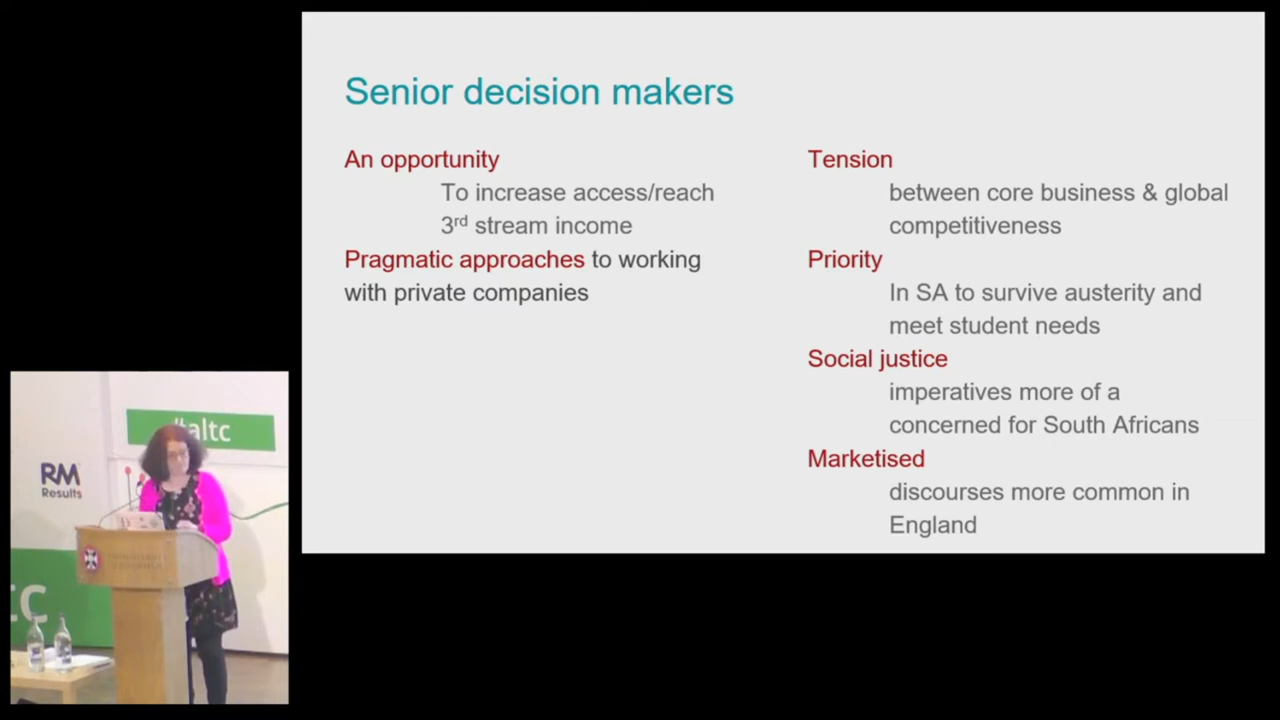 Senior decision makers
An opportunity
To increase access/reach
3rd stream income
Pragmatic approaches to working
with private companies
Tension
between core business & global
competitiveness
Priority
In SA to survive austerity and
meet student needs
Social justice
imperatives more of a
concerned for South Africans
Marketised
discourses more common in
England
#altc
RM
Results
tc